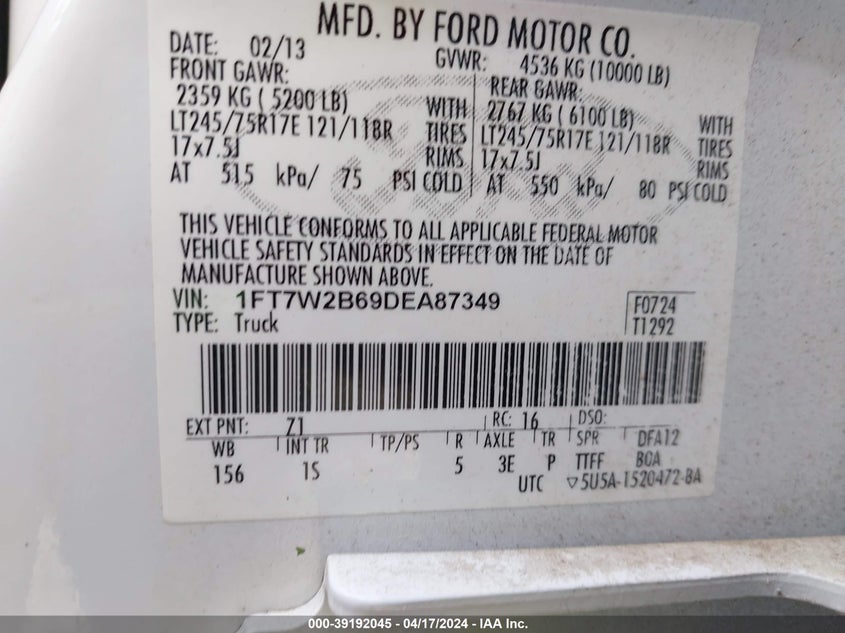 MFD. BY FORD MOTOR CO.
DATE: 02/13 GVWR: 4536 KG (10000 LB)
FRONT GAWR: REAR GAWR:
2359 KG ( 5200 LB) WITH 2767 KG ( 6100 LB) WITH
LT245/75R17E 121/118R TIRES LT245/75R17E 121/118R TIRES
17x7.5J RIMS 17x7.5J RIMS
AT 515 kPa/ 75 PSI COLD AT 550 kPa/ 80 PSI COLD
THIS VEHICLE CONFORMS TO ALL APPLICABLE FEDERAL MOTOR
VEHICLE SAFETY STANDARDS IN EFFECT ON THE DATE OF
MANUFACTURE SHOWN ABOVE.
VIN: 1FT7W2B69DEA87349 F0724
TYPE: Truck T1292
EXT PNT: Z1 RC: 16 DSO:
WB INT TR TP/PS R AXLE TR SPR DFA12
156 1S 5 3E P TTFF BOA
UTC ▽5U5A-1520472-BA
000-39192045 - 04/17/2024 - IAA Inc.